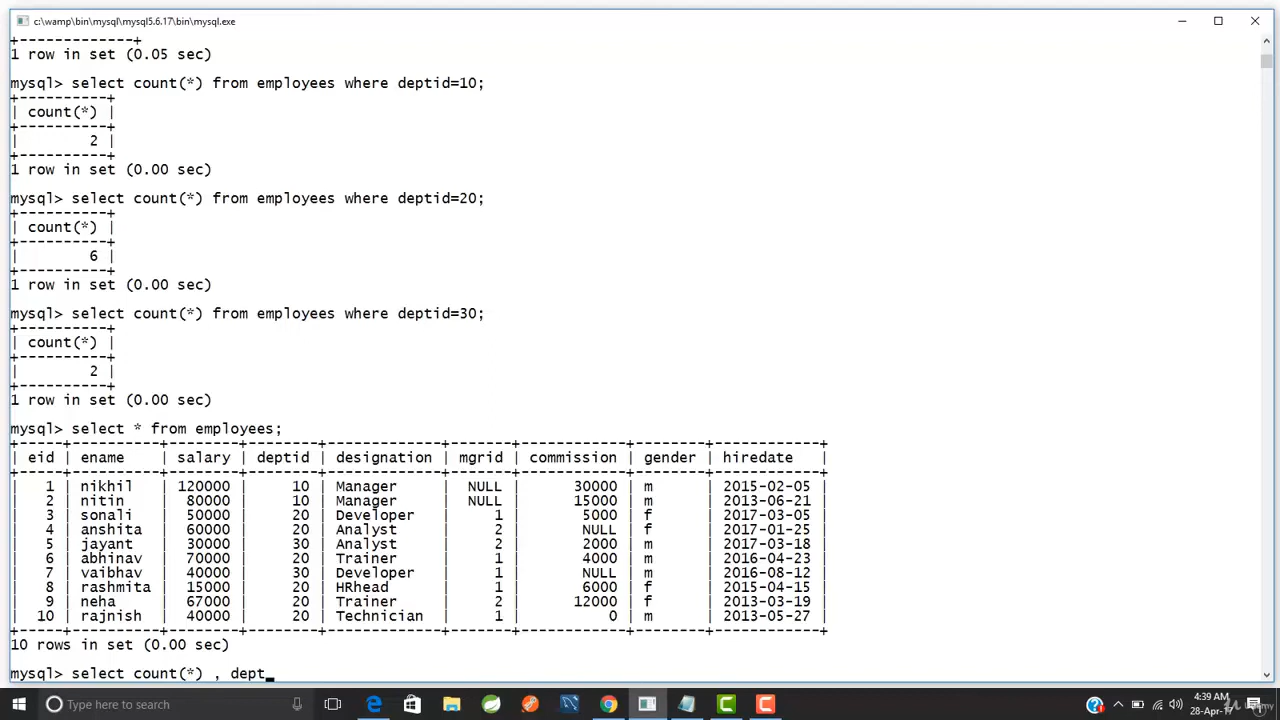 c:\wamp\bin\mysql\mysql5.6.17\bin\mysql.exe
+-------------+
1 row in set (0.05 sec)
mysql> select count(*) from employees where deptid=10;
+----------+
| count(*) |
+----------+
|        2 |
+----------+
1 row in set (0.00 sec)
mysql> select count(*) from employees where deptid=20;
+----------+
| count(*) |
+----------+
|        6 |
+----------+
1 row in set (0.00 sec)
mysql> select count(*) from employees where deptid=30;
+----------+
| count(*) |
+----------+
|        2 |
+----------+
1 row in set (0.00 sec)
mysql> select * from employees;
+-----+----------+--------+--------+-------------+-------+------------+--------+------------+
| eid | ename    | salary | deptid | designation | mgrid | commission | gender | hiredate   |
+-----+----------+--------+--------+-------------+-------+------------+--------+------------+
|   1 | nikhil   | 120000 |     10 | Manager     |  NULL |      30000 | m      | 2015-02-05 |
|   2 | nitin    |  80000 |     10 | Manager     |  NULL |      15000 | m      | 2013-06-21 |
|   3 | sonali   |  50000 |     20 | Developer   |     1 |       5000 | f      | 2017-03-05 |
|   4 | anshita  |  60000 |     20 | Analyst     |     2 |       NULL | f      | 2017-01-25 |
|   5 | jayant   |  30000 |     30 | Analyst     |     2 |       2000 | m      | 2017-03-18 |
|   6 | abhinav  |  70000 |     20 | Trainer     |     1 |       4000 | m      | 2016-04-23 |
|   7 | vaibhav  |  40000 |     30 | Developer   |     1 |       NULL | m      | 2016-08-12 |
|   8 | rashmita |  15000 |     20 | HRhead      |     1 |       6000 | f      | 2015-04-15 |
|   9 | neha     |  67000 |     20 | Trainer     |     2 |      12000 | f      | 2013-03-19 |
|  10 | rajnish  |  40000 |     20 | Technician  |     1 |          0 | m      | 2013-05-27 |
+-----+----------+--------+--------+-------------+-------+------------+--------+------------+
10 rows in set (0.00 sec)
mysql> select count(*) , dept_
Type here to search
4:39 AM
28-Apr-17